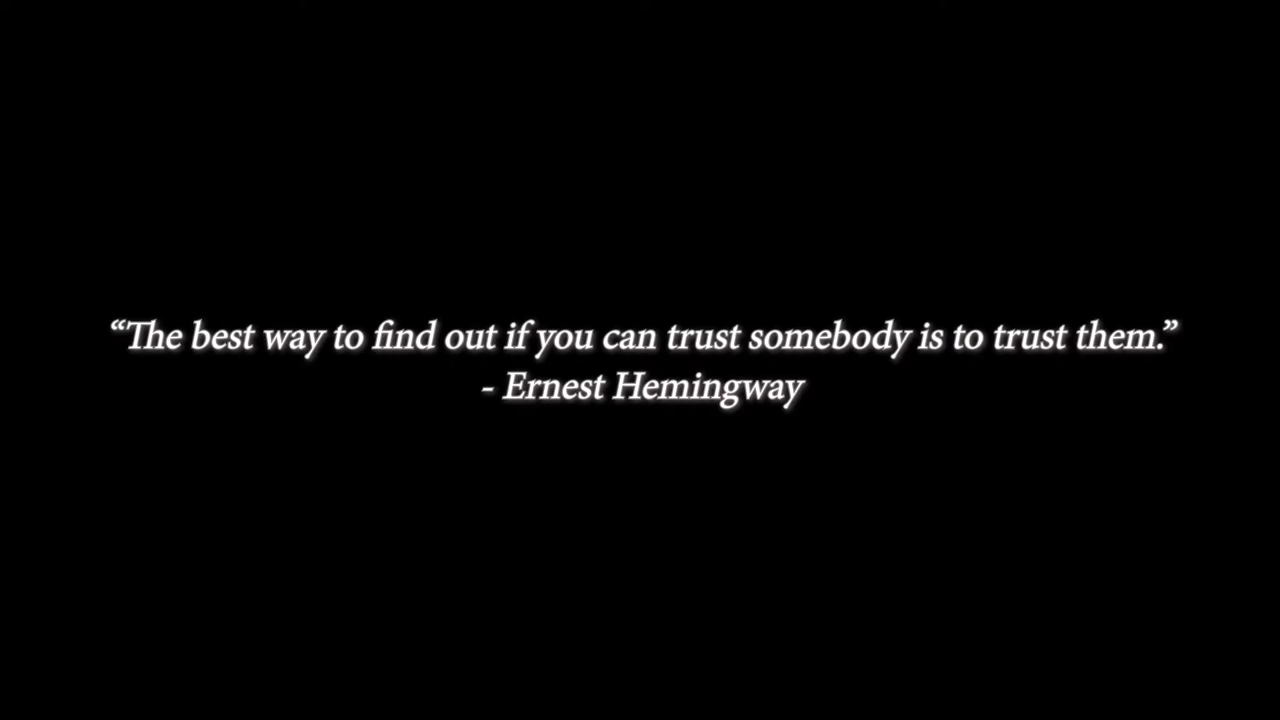 “The best way to find out if you can trust somebody is to trust them.”
- Ernest Hemingway